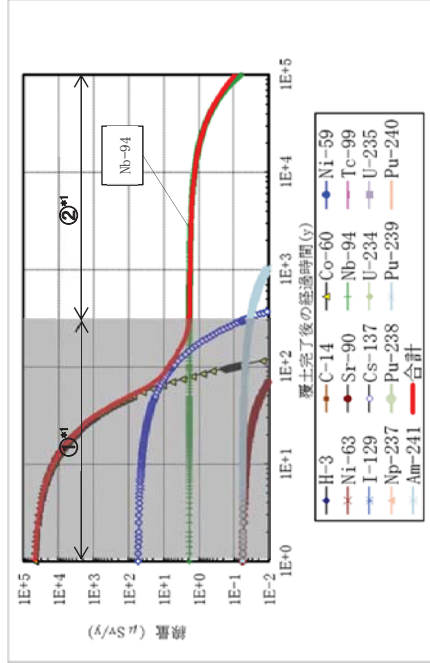 ①*1
②*1
Nb-94
線量 (μSv/y)
1E+5
1E+4
1E+3
1E+2
1E+1
1E+0
1E-1
1E-2
1E+0
1E+1
1E+2
1E+3
1E+4
1E+5
覆土完了後の経過時間(y)
H-3 C-14 Co-60 Ni-59
Ni-63 Sr-90 Nb-94 Tc-99
I-129 Cs-137 U-234 U-235
Np-237 Pu-238 Pu-239 Pu-240
Am-241 合計